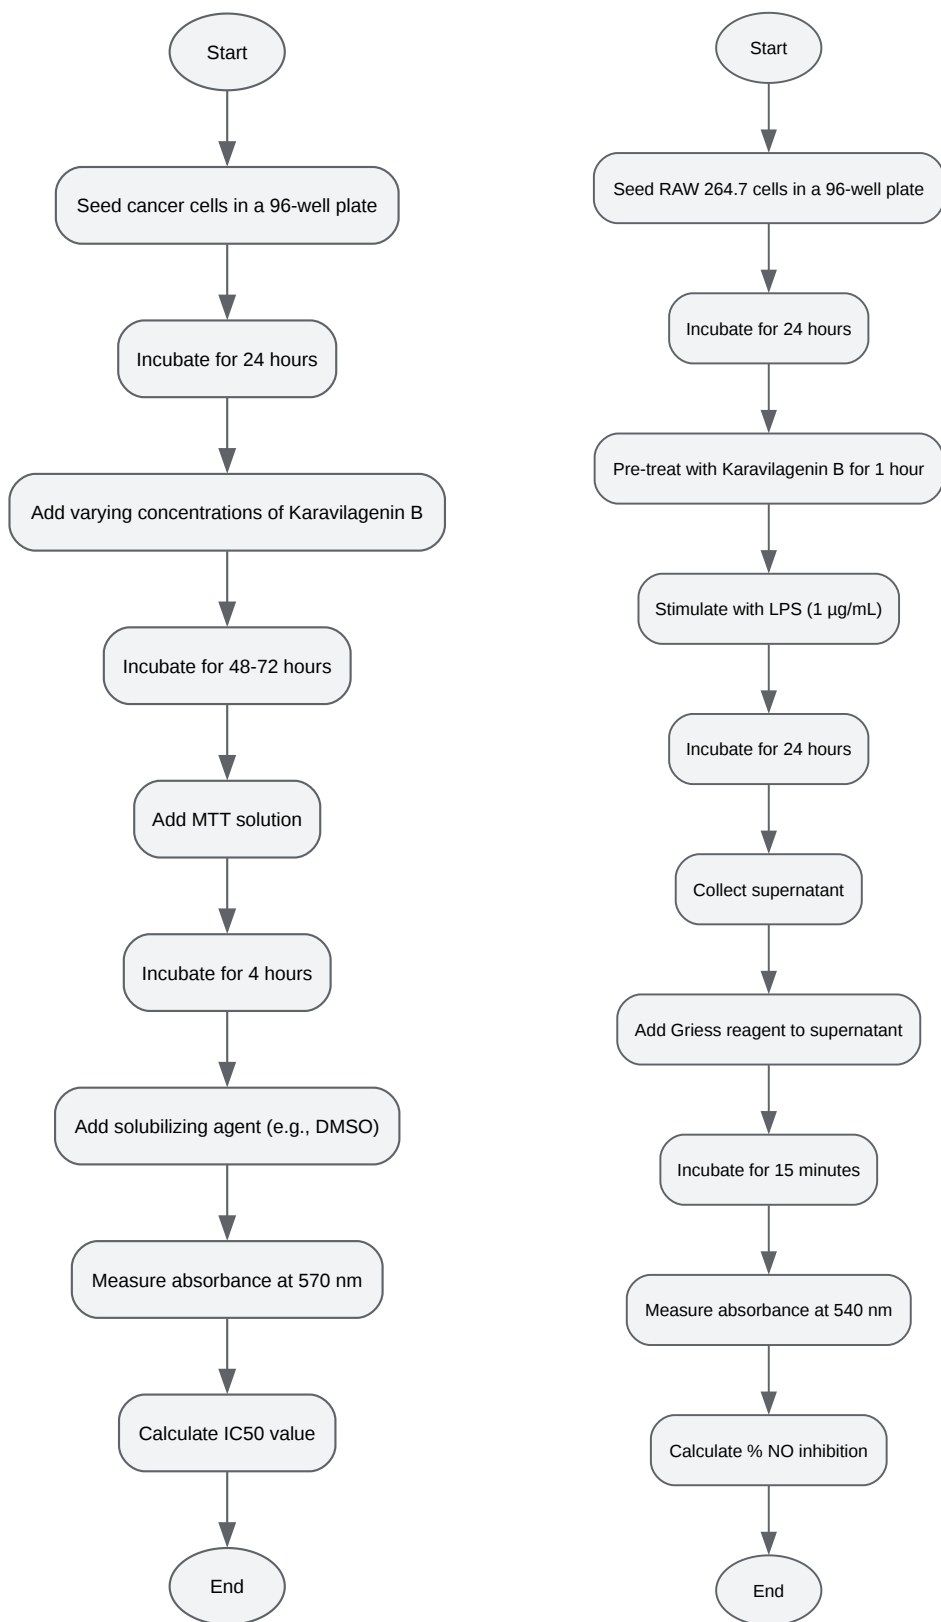 Start
Seed cancer cells in a 96-well plate
Incubate for 24 hours
Add varying concentrations of Karavilagenin B
Incubate for 48-72 hours
Add MTT solution
Incubate for 4 hours
Add solubilizing agent (e.g., DMSO)
Measure absorbance at 570 nm
Calculate IC50 value
End
Start
Seed RAW 264.7 cells in a 96-well plate
Incubate for 24 hours
Pre-treat with Karavilagenin B for 1 hour
Stimulate with LPS (1 µg/mL)
Incubate for 24 hours
Collect supernatant
Add Griess reagent to supernatant
Incubate for 15 minutes
Measure absorbance at 540 nm
Calculate % NO inhibition
End